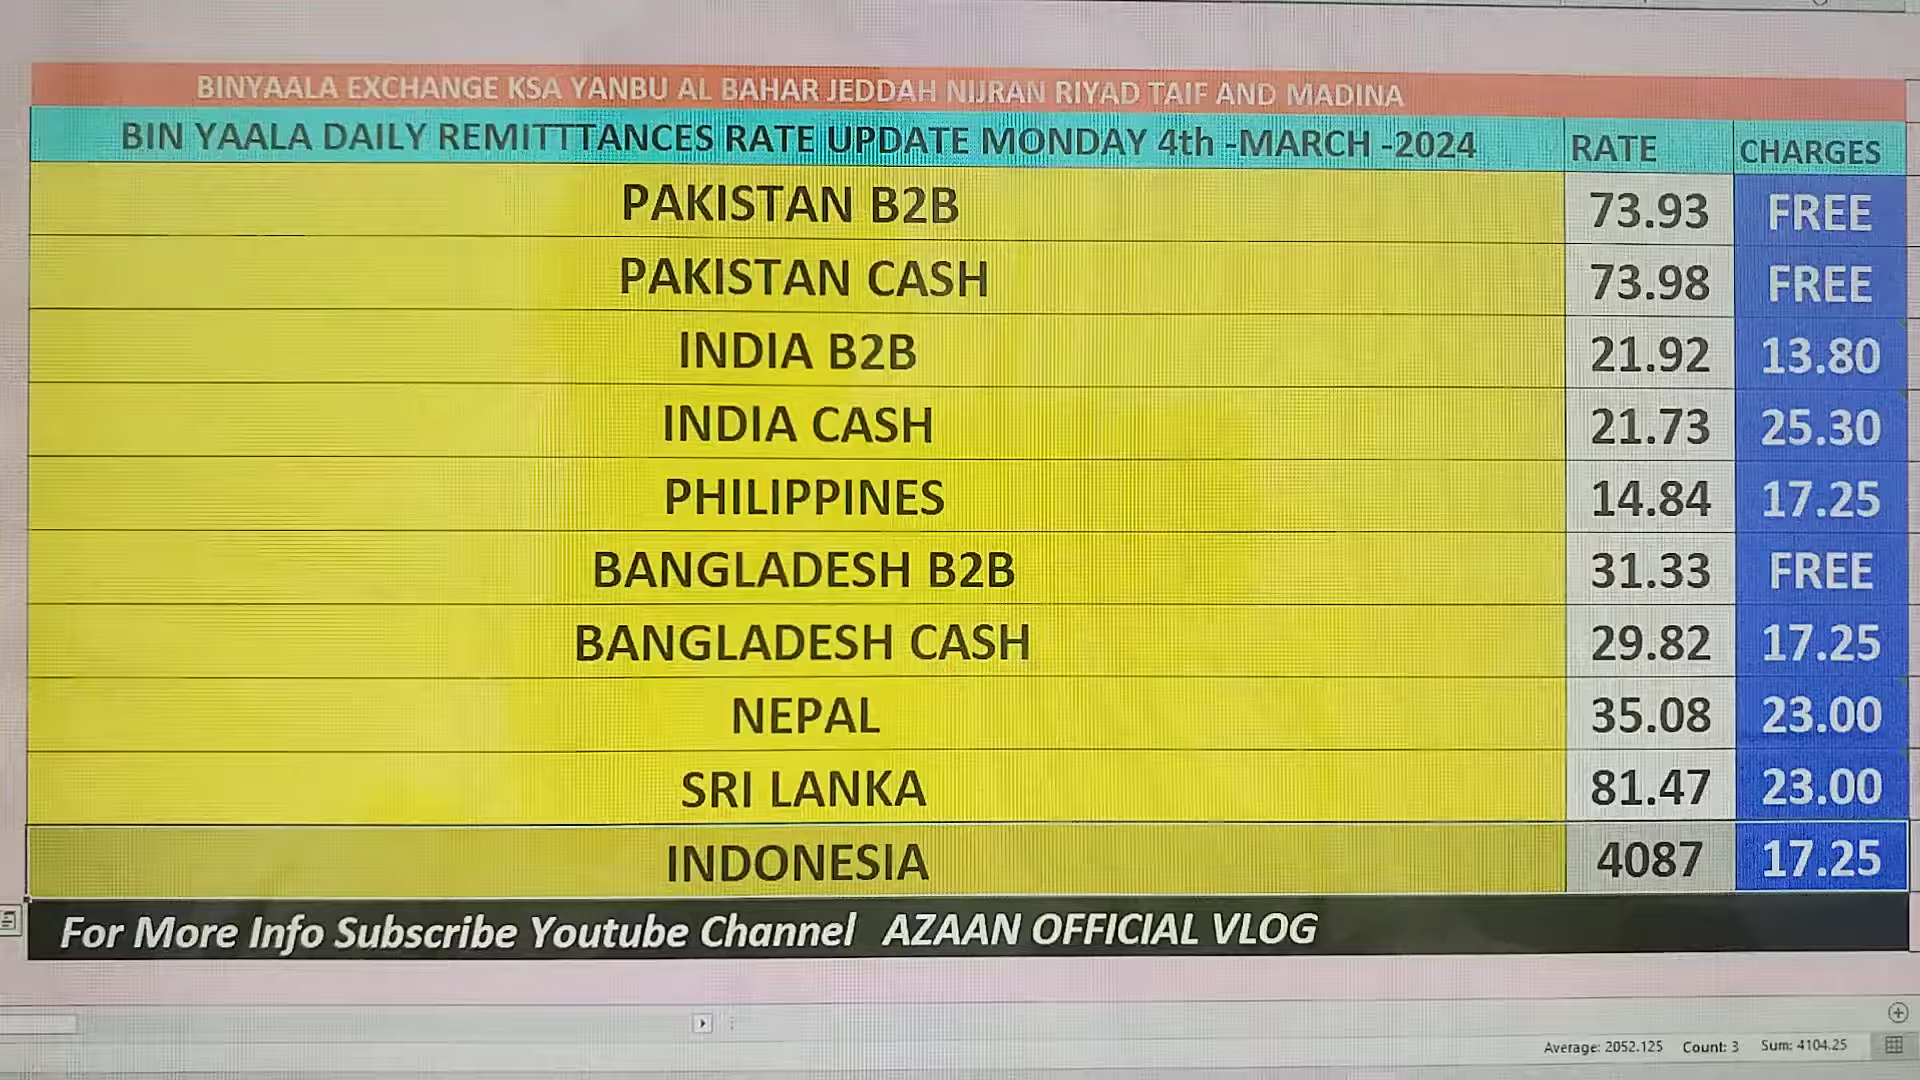 BINYAALA EXCHANGE KSA YANBU AL BAHAR JEDDAH NIJRAN RIYAD TAIF AND MADINA
BIN YAALA DAILY REMITTTANCES RATE UPDATE MONDAY 4th -MARCH -2024 RATE CHARGES
PAKISTAN B2B 73.93 FREE
PAKISTAN CASH 73.98 FREE
INDIA B2B 21.92 13.80
INDIA CASH 21.73 25.30
PHILIPPINES 14.84 17.25
BANGLADESH B2B 31.33 FREE
BANGLADESH CASH 29.82 17.25
NEPAL 35.08 23.00
SRI LANKA 81.47 23.00
INDONESIA 4087 17.25
For More Info Subscribe Youtube Channel AZAAN OFFICIAL VLOG
Average: 2052.125 Count: 3 Sum: 4104.25